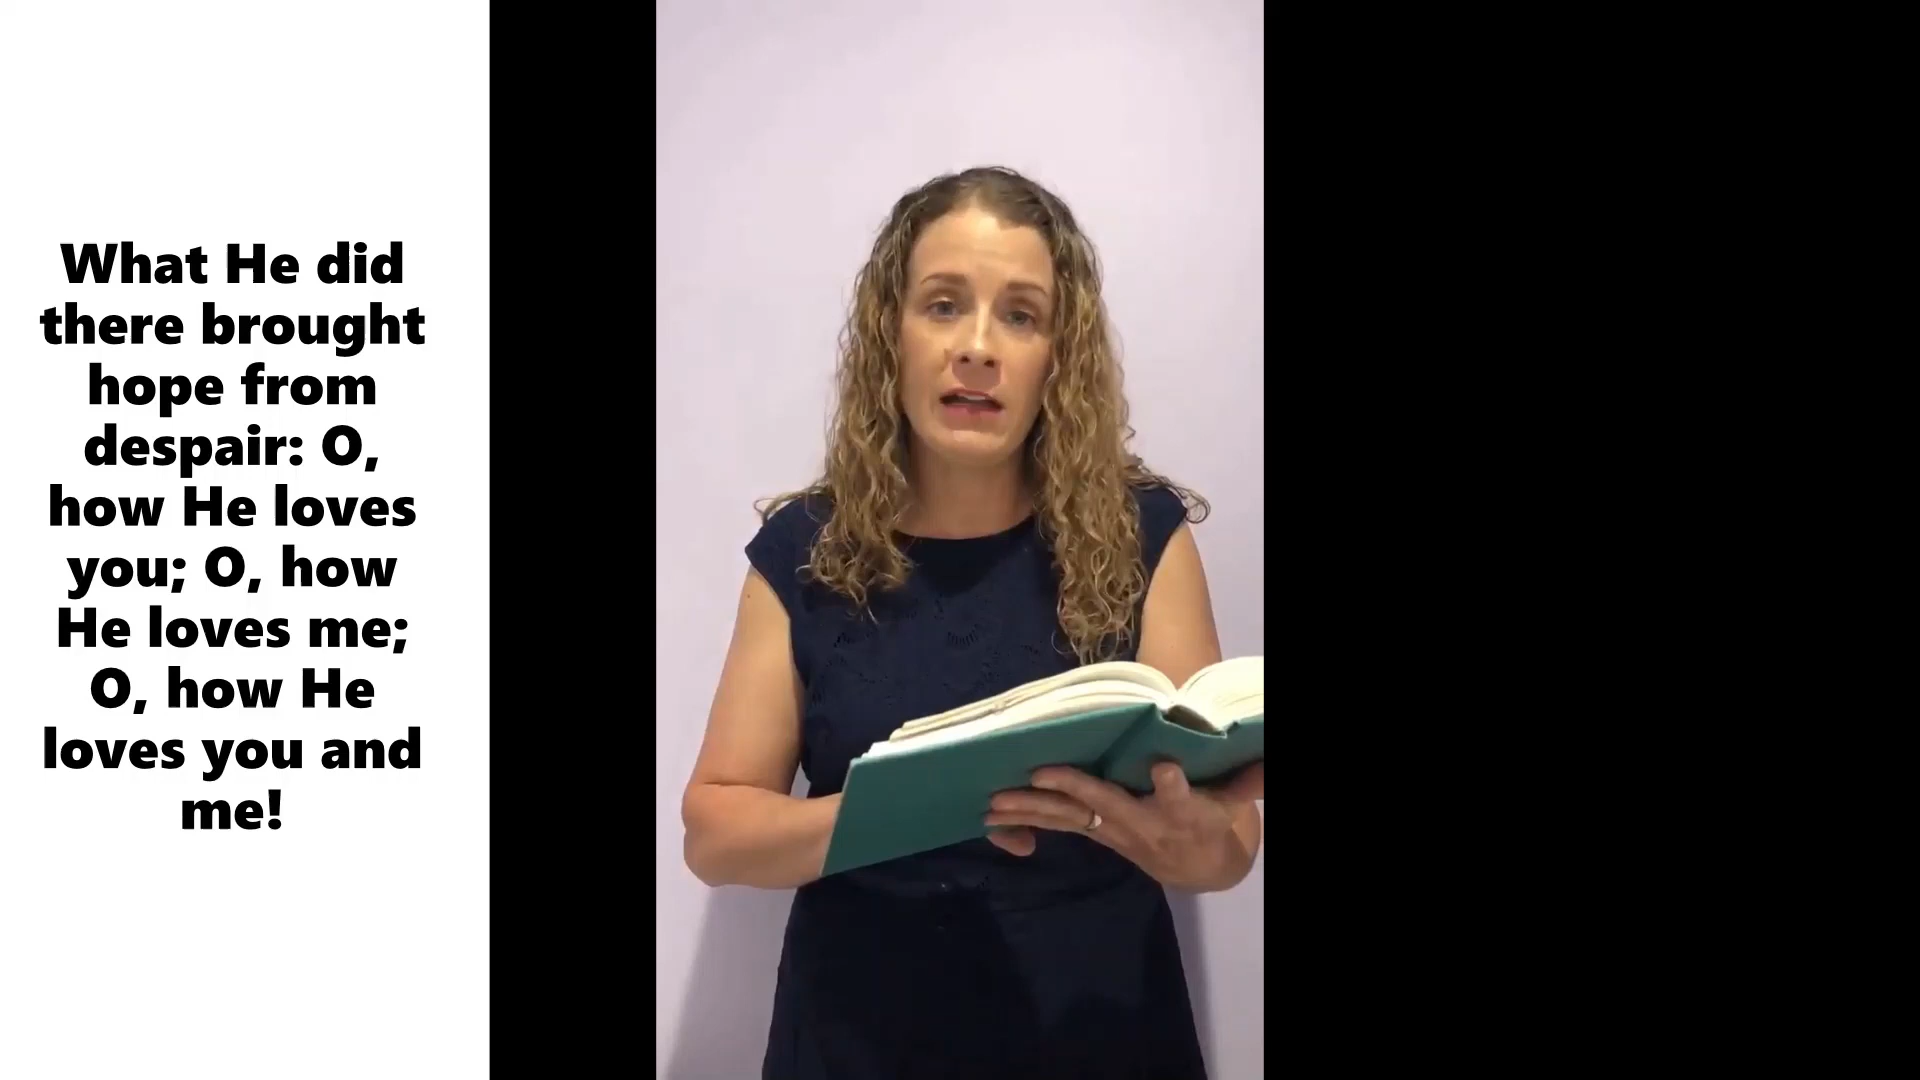 What He did
there brought
hope from
despair: O,
how He loves
you; O, how
He loves me;
O, how He
loves you and
me!